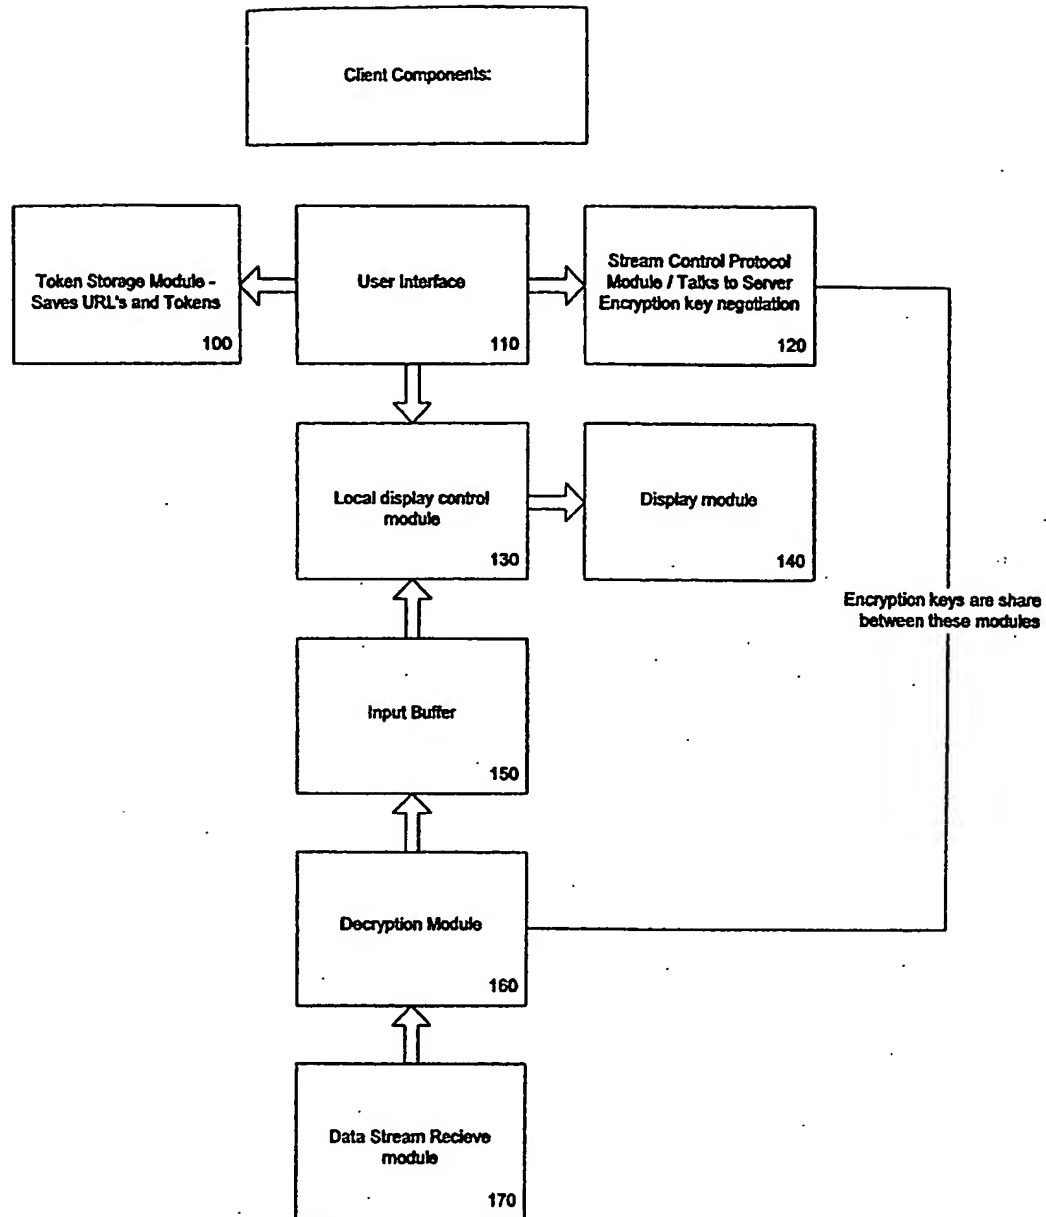 Client Components:
Token Storage Module -
Saves URL's and Tokens
100
User Interface
110
Stream Control Protocol
Module / Talks to Server
Encryption key negotiation
120
Local display control
module
130
Display module
140
Encryption keys are share
between these modules
Input Buffer
150
Decryption Module
160
Data Stream Recieve
module
170